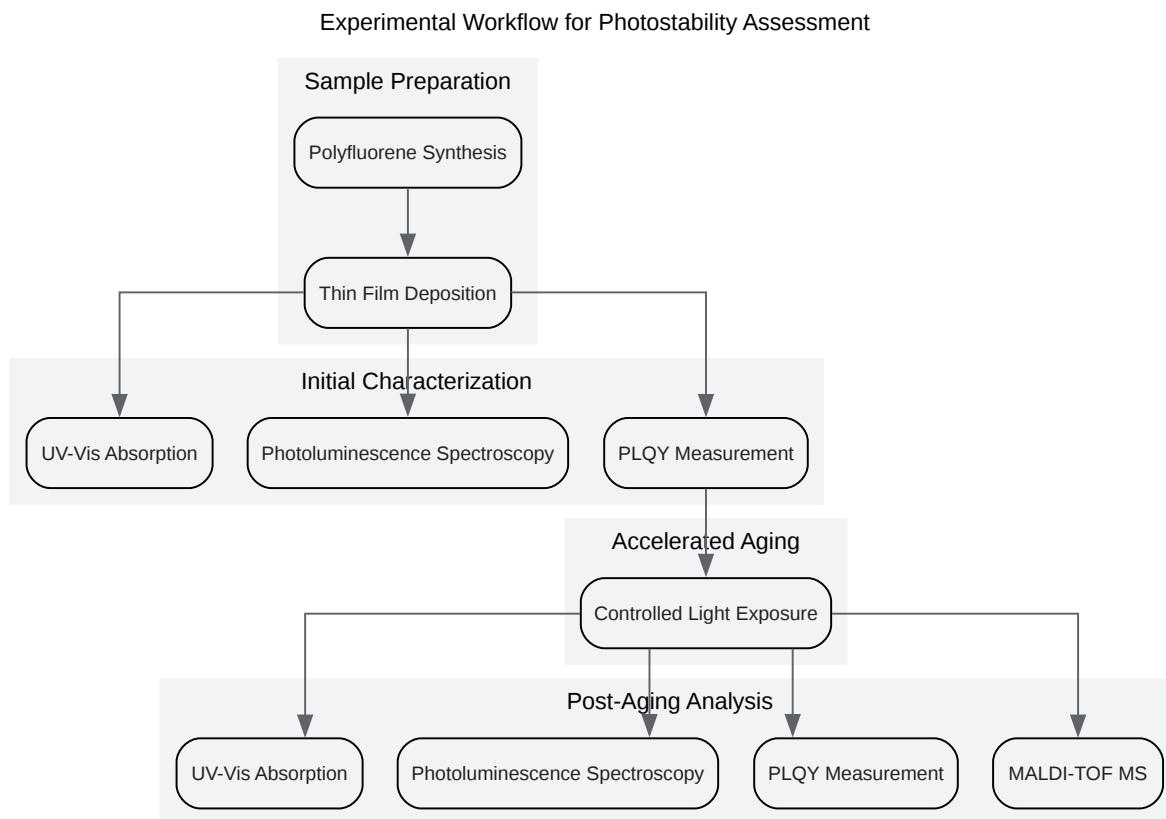 Experimental Workflow for Photostability Assessment
Sample Preparation
Polyfluorene Synthesis
Thin Film Deposition
Initial Characterization
UV-Vis Absorption
Photoluminescence Spectroscopy
PLQY Measurement
Accelerated Aging
Controlled Light Exposure
Post-Aging Analysis
UV-Vis Absorption
Photoluminescence Spectroscopy
PLQY Measurement
MALDI-TOF MS